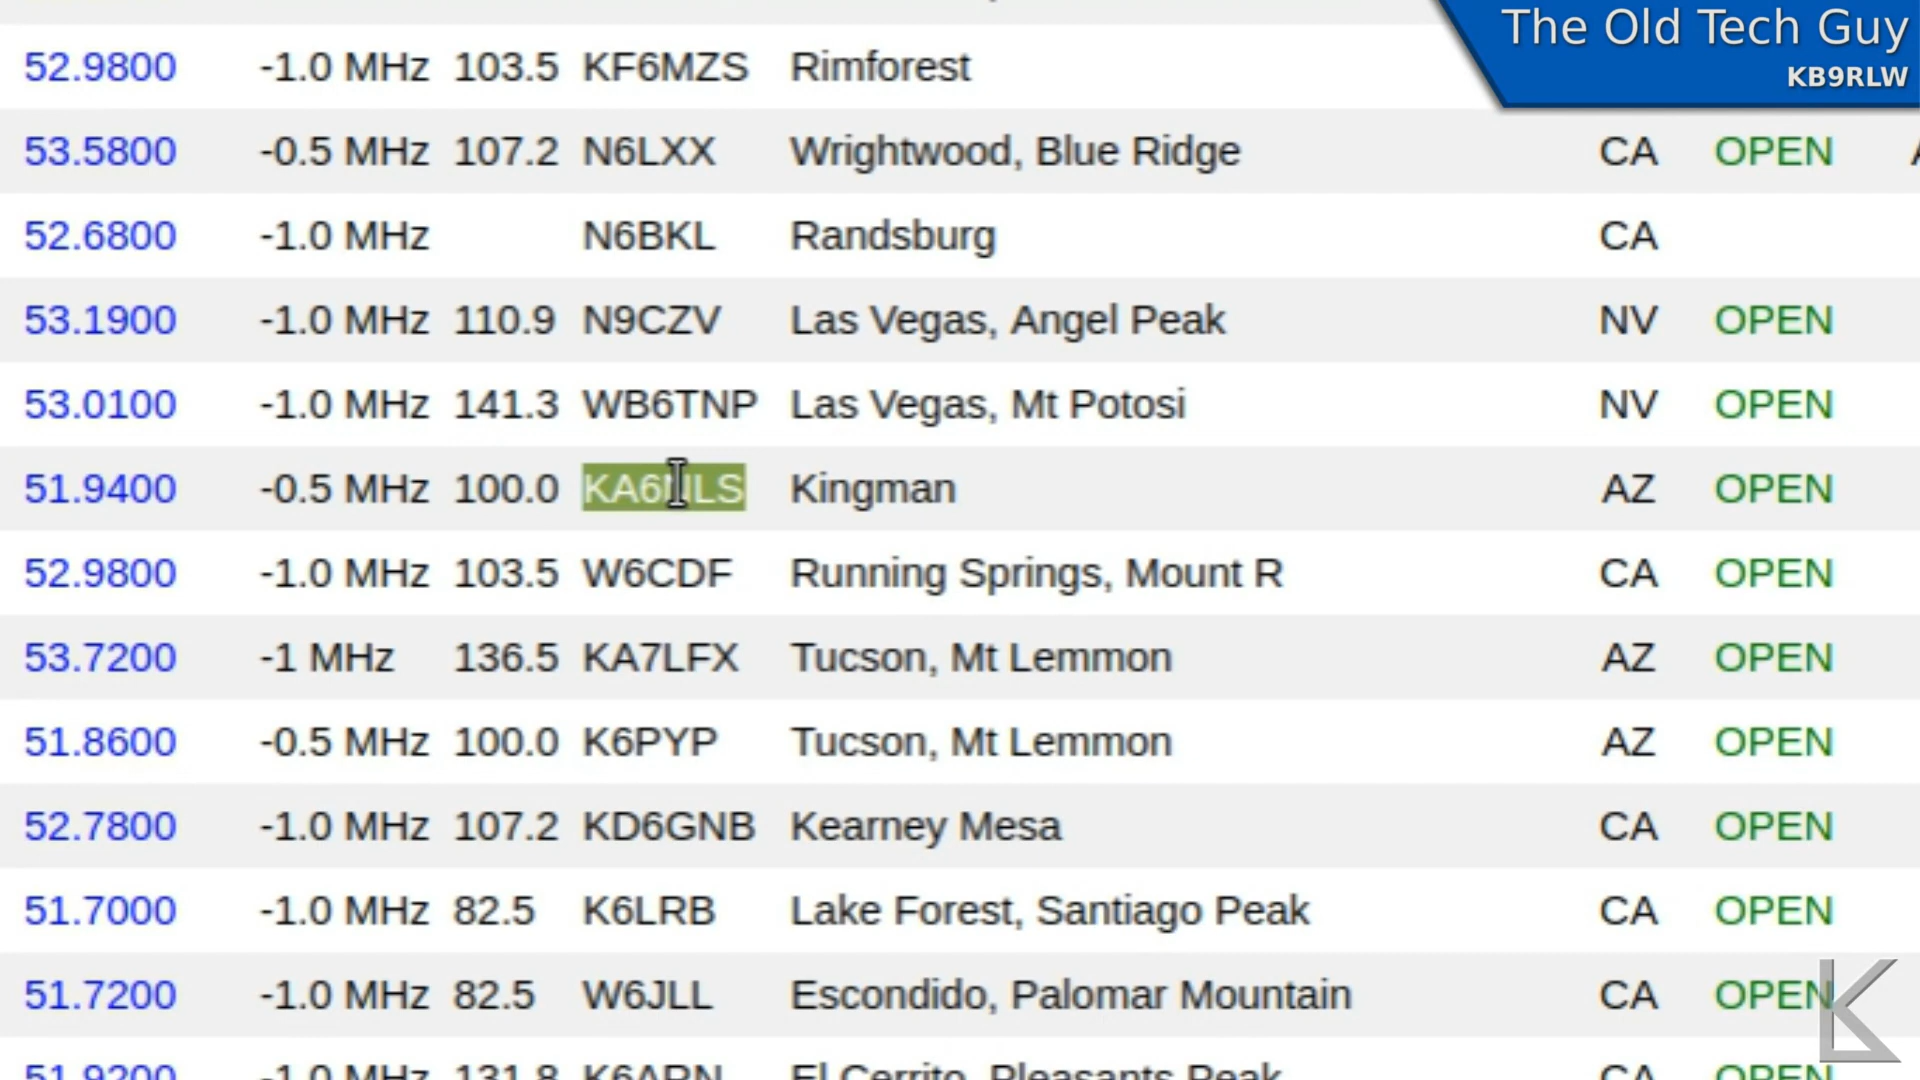 The Old Tech Guy
KB9RLW
52.9800 -1.0 MHz 103.5 KF6MZS Rimforest
53.5800 -0.5 MHz 107.2 N6LXX Wrightwood, Blue Ridge CA OPEN
52.6800 -1.0 MHz N6BKL Randsburg CA
53.1900 -1.0 MHz 110.9 N9CZV Las Vegas, Angel Peak NV OPEN
53.0100 -1.0 MHz 141.3 WB6TNP Las Vegas, Mt Potosi NV OPEN
51.9400 -0.5 MHz 100.0 KA6NLS Kingman AZ OPEN
52.9800 -1.0 MHz 103.5 W6CDF Running Springs, Mount R CA OPEN
53.7200 -1 MHz 136.5 KA7LFX Tucson, Mt Lemmon AZ OPEN
51.8600 -0.5 MHz 100.0 K6PYP Tucson, Mt Lemmon AZ OPEN
52.7800 -1.0 MHz 107.2 KD6GNB Kearney Mesa CA OPEN
51.7000 -1.0 MHz 82.5 K6LRB Lake Forest, Santiago Peak CA OPEN
51.7200 -1.0 MHz 82.5 W6JLL Escondido, Palomar Mountain CA OPEN
51.9200 -1.0 MHz 131.8 K6ARN El Cerrito, Pleasants Peak CA OPEN
K